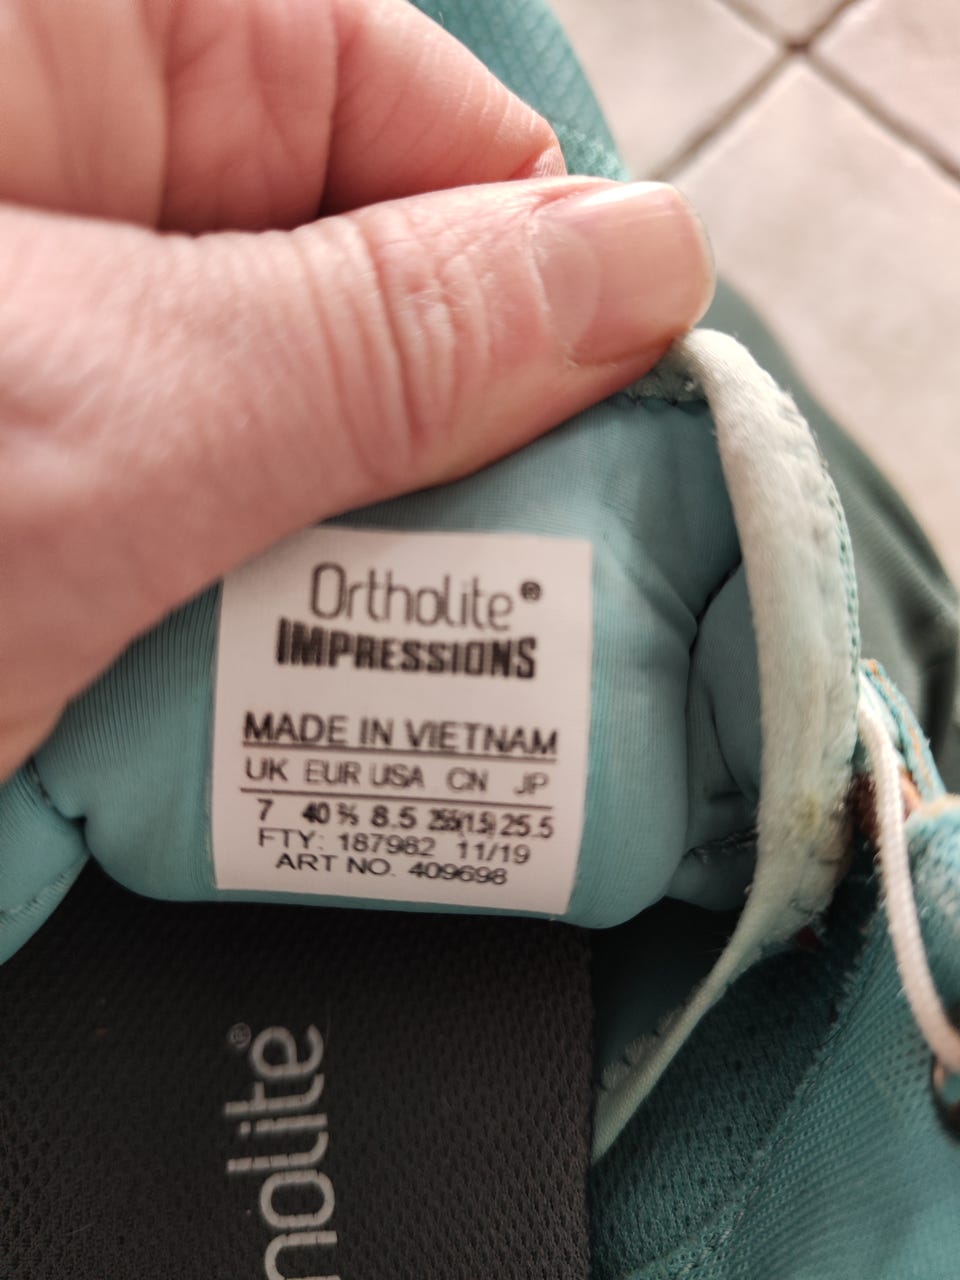 Ortholite®
IMPRESSIONS
MADE IN VIETNAM
UK EUR USA CN JP
7 40 ⅔ 8.5 255(1.5) 25.5
FTY: 187982 11/19
ART NO. 409698
holite®